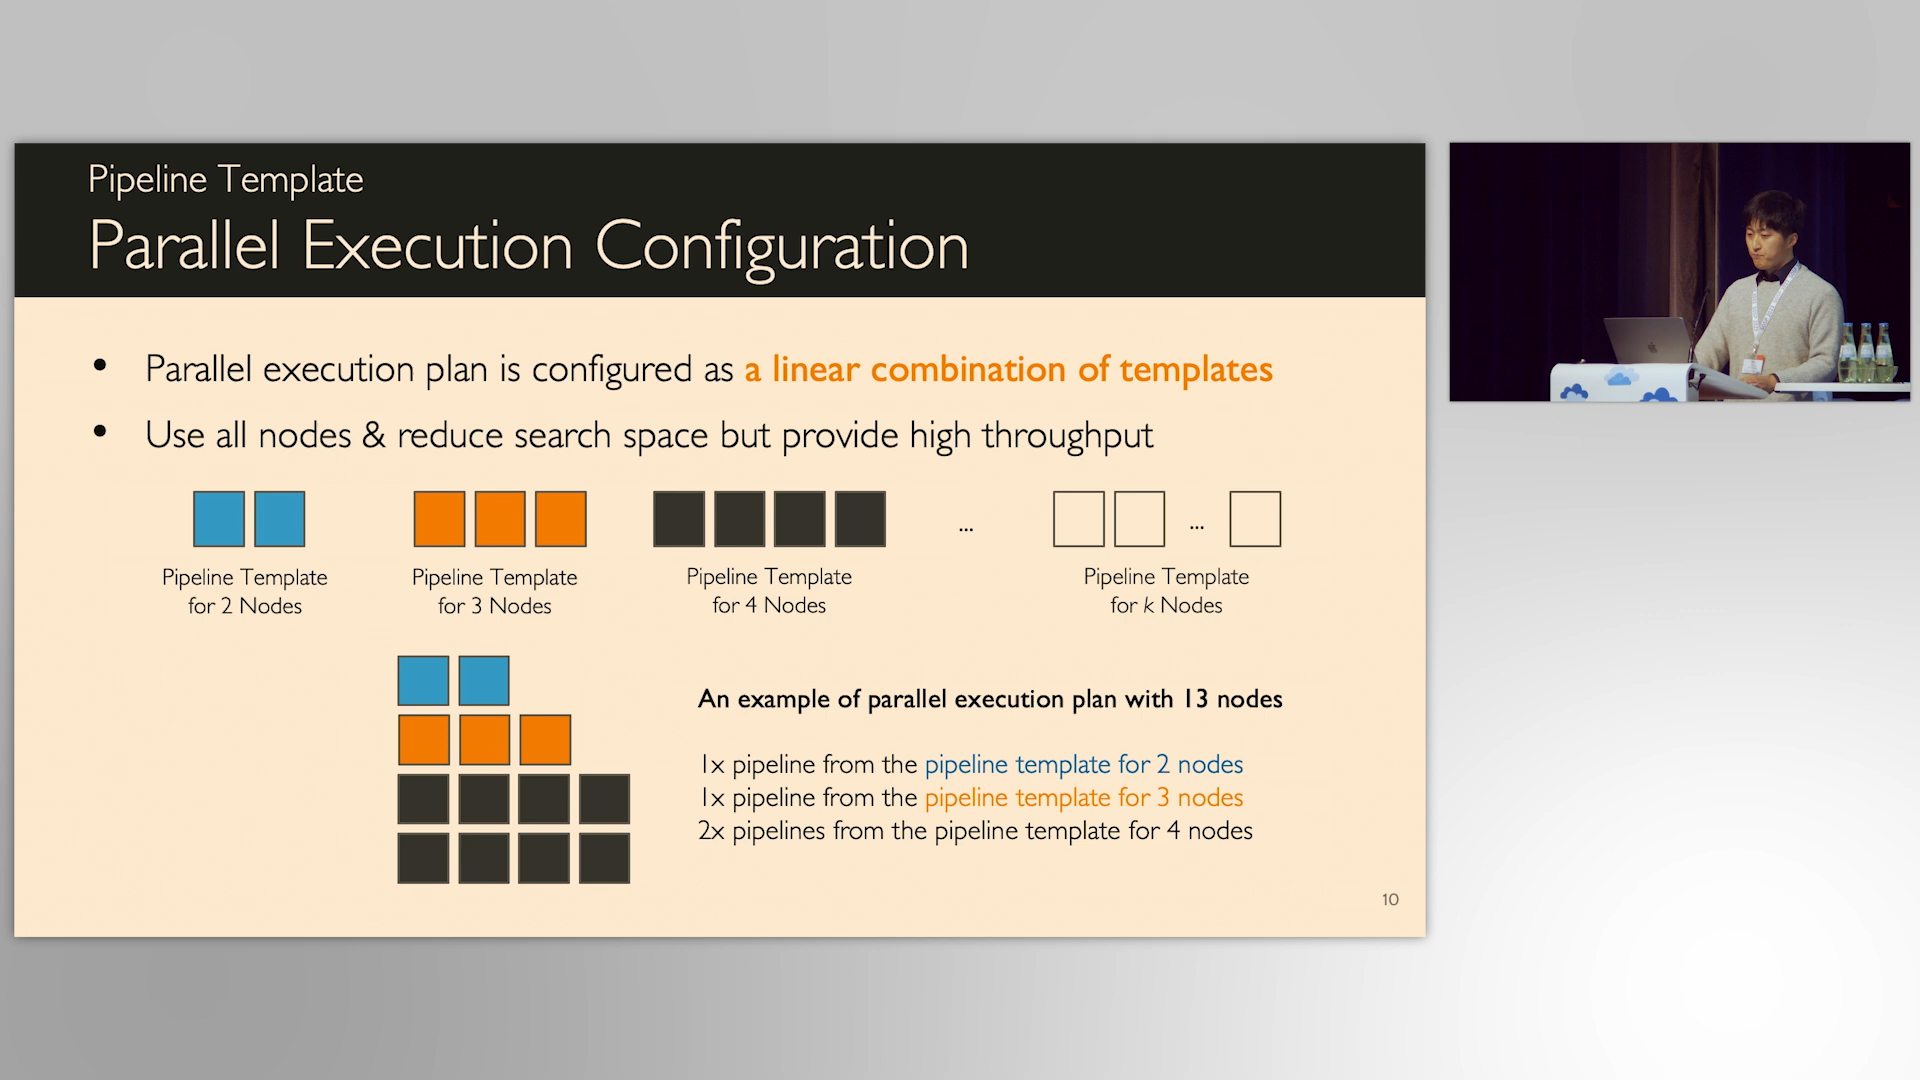 Pipeline Template
Parallel Execution Configuration
• Parallel execution plan is configured as a linear combination of templates
• Use all nodes & reduce search space but provide high throughput
...
...
Pipeline Template
for 2 Nodes
Pipeline Template
for 3 Nodes
Pipeline Template
for 4 Nodes
Pipeline Template
for k Nodes
An example of parallel execution plan with 13 nodes
1x pipeline from the pipeline template for 2 nodes
1x pipeline from the pipeline template for 3 nodes
2x pipelines from the pipeline template for 4 nodes
10